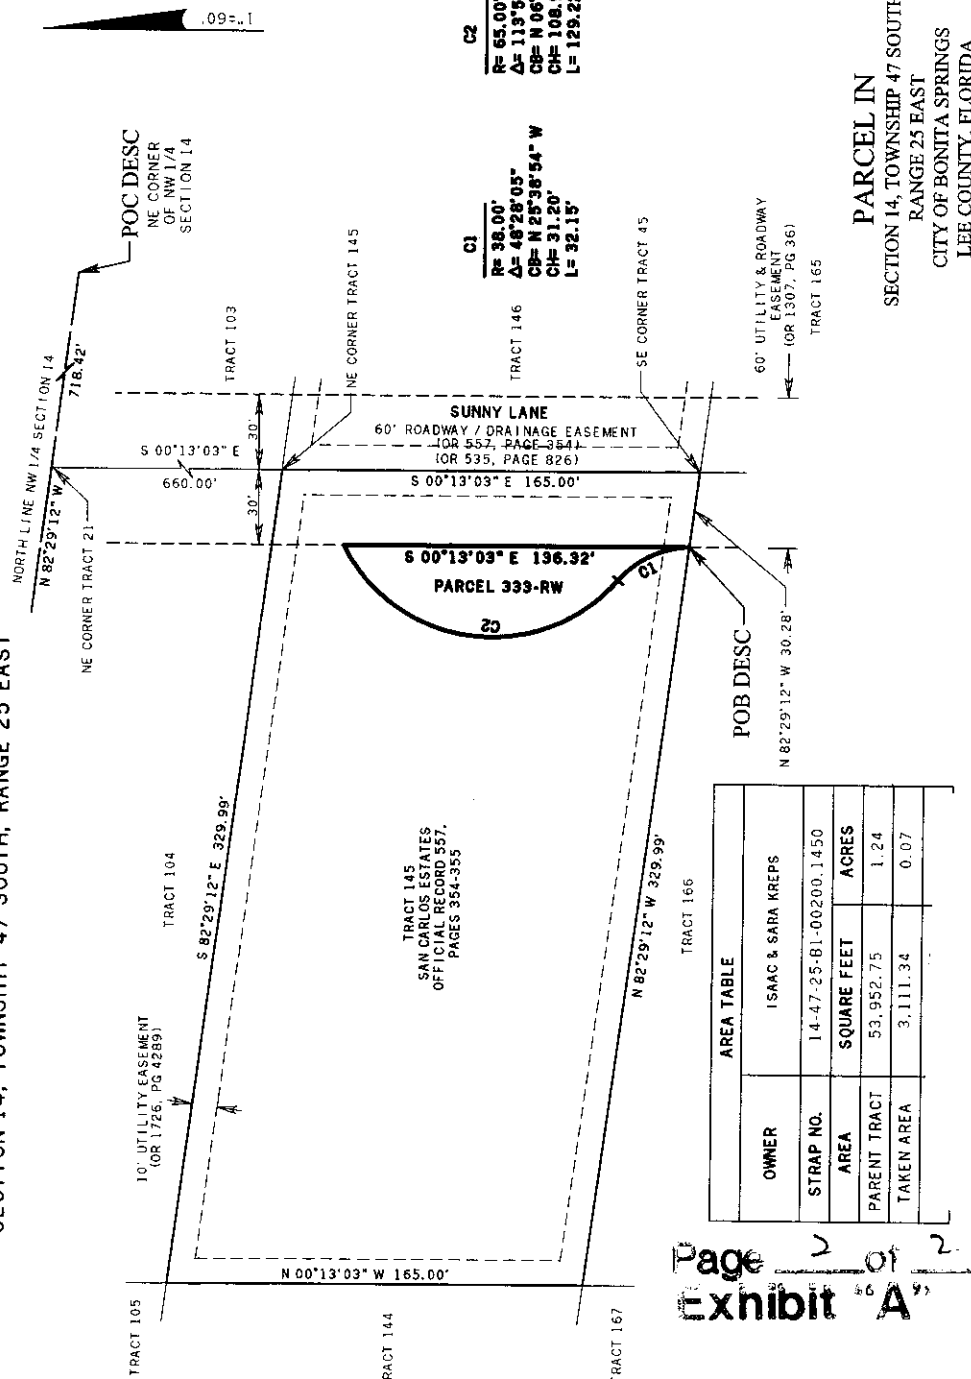 SECTION 14, TOWNSHIP 47 SOUTH, RANGE 25 EAST
1"=60'
POC DESC
NE CORNER
OF NW 1/4
SECTION 14
NORTH LINE NW 1/4 SECTION 14
N 82°29'12" W
718.42'
NE CORNER TRACT 21
S 00°13'03" E
660.00'
30'
30'
TRACT 103
NE CORNER TRACT 145
TRACT 146
SE CORNER TRACT 45
SUNNY LANE
60' ROADWAY / DRAINAGE EASEMENT
(OR 557, PAGE 354)
(OR 535, PAGE 826)
S 00°13'03" E 165.00'
S 00°13'03" E 136.32'
PARCEL 333-RW
C1
C2
C1
R= 38.00'
Δ= 48°28'05"
CB= N 25°38'54" W
CH= 31.20'
L= 32.15'
C2
R= 65.00'
Δ= 113°5
CB= N 06°
CH= 108.
L= 129.2
60' UTILITY & ROADWAY
EASEMENT
(OR 1307, PG 36)
TRACT 165
PARCEL IN
SECTION 14, TOWNSHIP 47 SOUTH
RANGE 25 EAST
CITY OF BONITA SPRINGS
LEE COUNTY, FLORIDA
POB DESC
N 82°29'12" W 30.28'
TRACT 104
S 82°29'12" E 329.99'
10' UTILITY EASEMENT
(OR 1726, PG 4289)
TRACT 145
SAN CARLOS ESTATES
OFFICIAL RECORD 557,
PAGES 354-355
N 82°29'12" W 329.99'
TRACT 166
N 00°13'03" W 165.00'
TRACT 105
RACT 144
RACT 167
AREA TABLE
OWNER ISAAC & SARA KREPS
STRAP NO. 14-47-25-B1-00200.1450
AREA SQUARE FEET ACRES
PARENT TRACT 53,952.75 1.24
TAKEN AREA 3,111.34 0.07
Page 2 of 2
Exhibit "A"